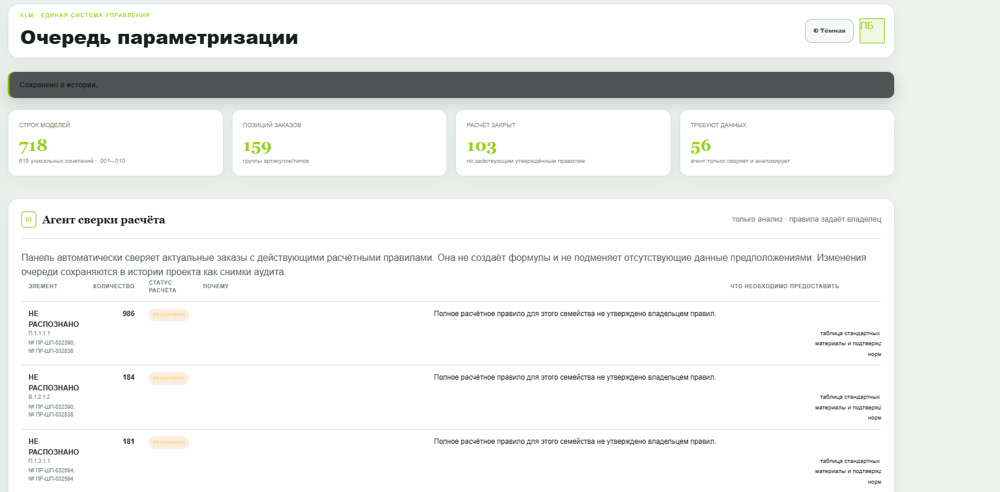 KLM · ЕДИНАЯ СИСТЕМА УПРАВЛЕНИЯ
Очередь параметризации
Тёмная
ПБ
Сохранено в истории.
СТРОК МОДЕЛЕЙ
718
615 уникальных сочетаний · .001–.010
ПОЗИЦИЙ ЗАКАЗОВ
159
группы артикулов/типов
РАСЧЁТ ЗАКРЫТ
103
по действующим утверждённым правилам
ТРЕБУЮТ ДАННЫХ
56
агент только сверяет и анализирует
01
Агент сверки расчёта
только анализ · правила задаёт владелец
Панель автоматически сверяет актуальные заказы с действующими расчётными правилами. Она не создаёт формулы и не подменяет отсутствующие данные предположениями. Изменения
очереди сохраняются в истории проекта как снимки аудита.
ЭЛЕМЕНТ
КОЛИЧЕСТВО
СТАТУС
РАСЧЁТА
ПОЧЕМУ
ЧТО НЕОБХОДИМО ПРЕДОСТАВИТЬ
НЕ
РАСПОЗНАНО
П.1.1.1.1
№ ПР-ШП-032390,
№ ПР-ШП-032838
986
Не рассчитан
Полное расчётное правило для этого семейства не утверждено владельцем правил.
таблица стандартных
материалы и подтвержд
норм
НЕ
РАСПОЗНАНО
В.1.2.1.2
№ ПР-ШП-032390,
№ ПР-ШП-032838
184
Не рассчитан
Полное расчётное правило для этого семейства не утверждено владельцем правил.
таблица стандартных
материалы и подтвержд
норм
НЕ
РАСПОЗНАНО
П.1.3.1.1
№ ПР-ШП-032594,
№ ПР-ШП-032594
181
Не рассчитан
Полное расчётное правило для этого семейства не утверждено владельцем правил.
таблица стандартных
материалы и подтвержд
норм